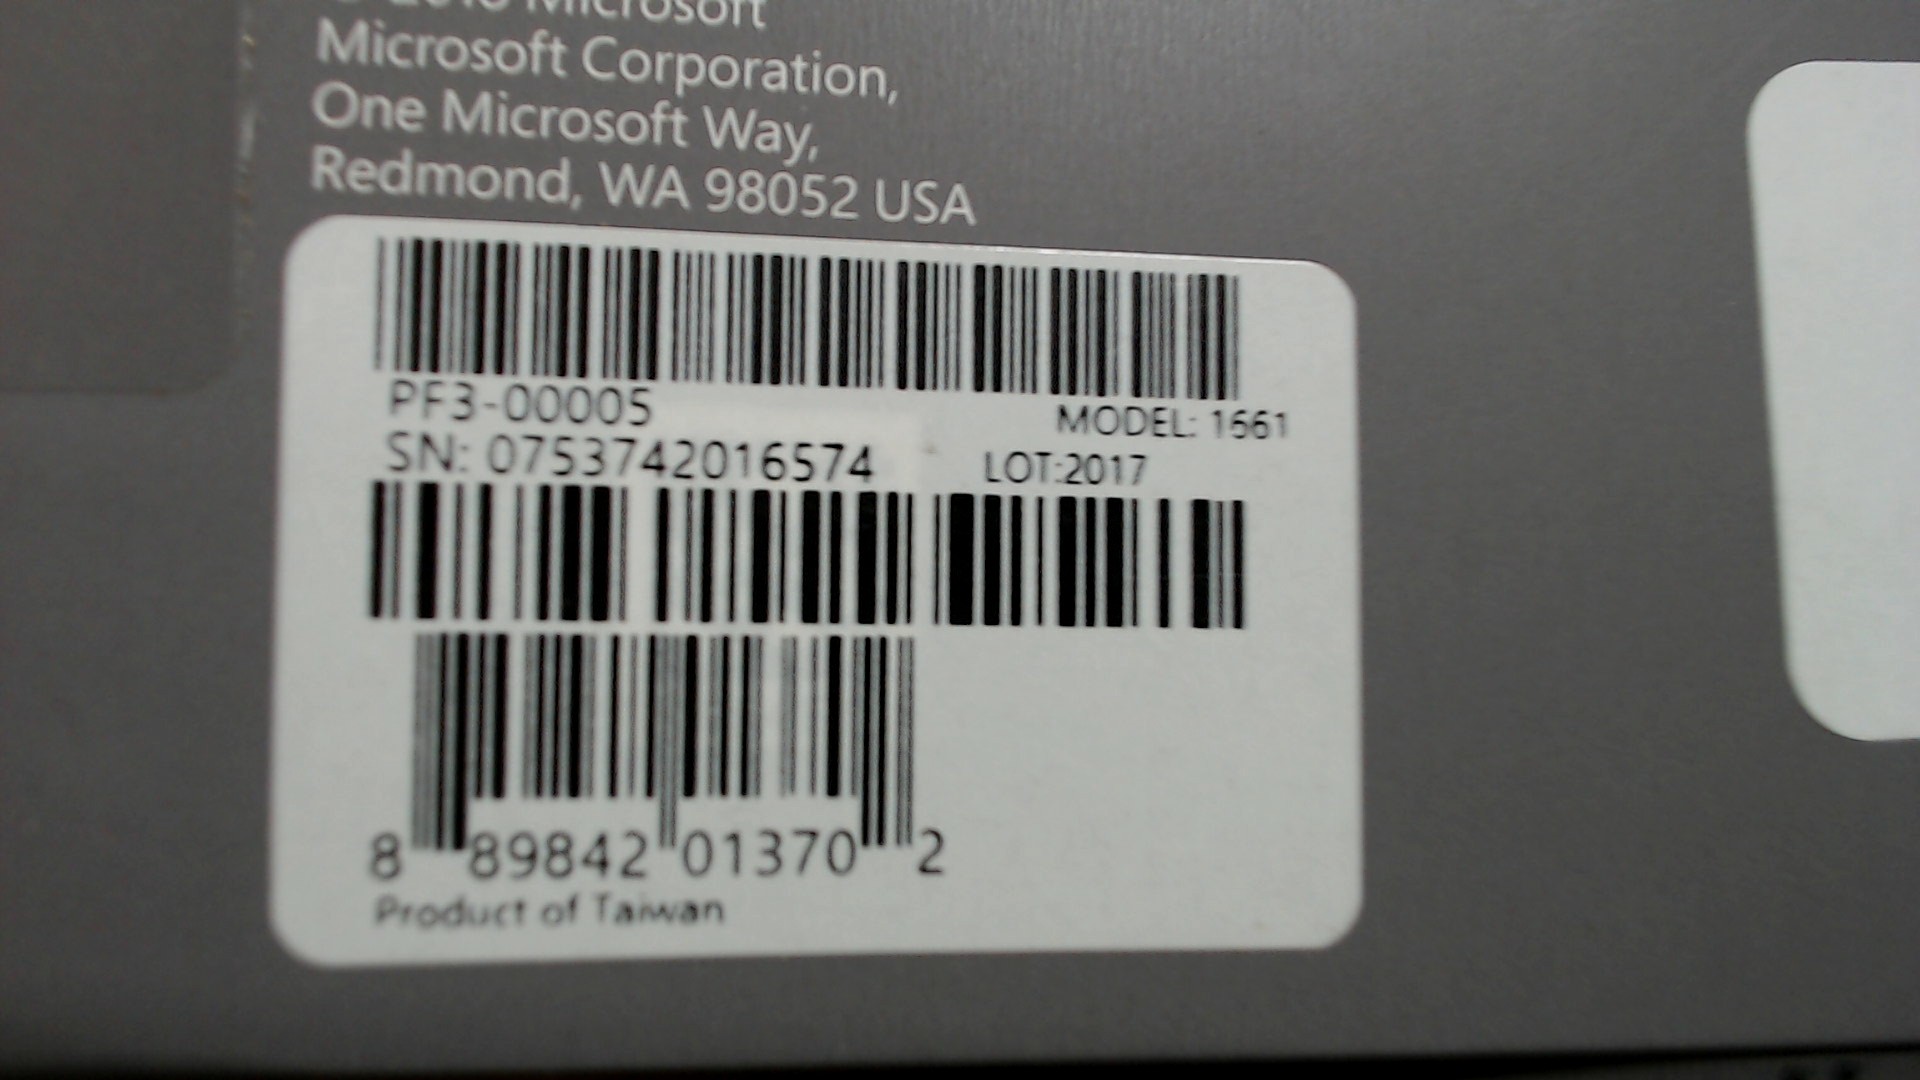 Microsoft
Microsoft Corporation,
One Microsoft Way,
Redmond, WA 98052 USA
PF3-00005
MODEL: 1661
SN: 0753742016574
LOT:2017
8 89842 01370 2
Product of Taiwan